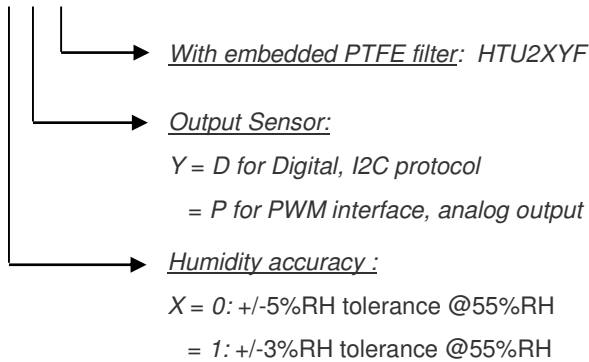 With embedded PTFE filter: HTU2XYF
Output Sensor:
Y = D for Digital, I2C protocol
= P for PWM interface, analog output
Humidity accuracy :
X = 0: +/-5%RH tolerance @55%RH
= 1: +/-3%RH tolerance @55%RH